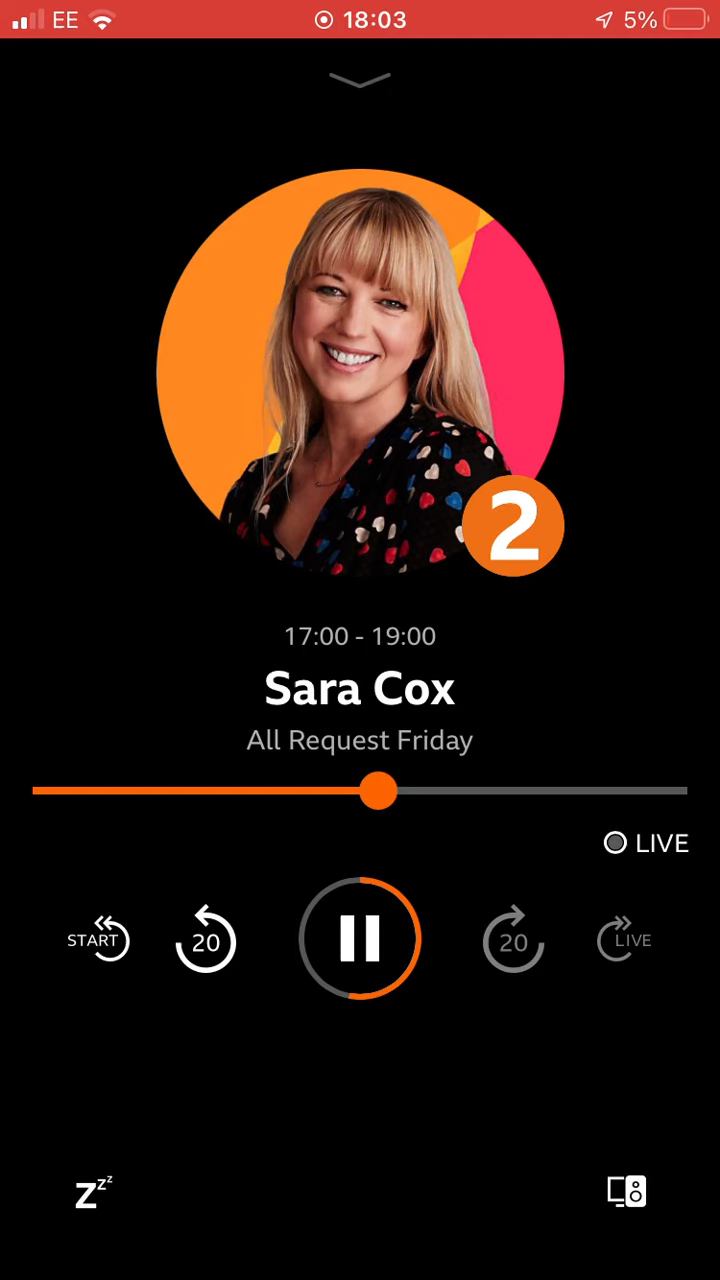 EE 18:03 5%
2
17:00 - 19:00
Sara Cox
All Request Friday
LIVE
START 20 20 LIVE
Zzz